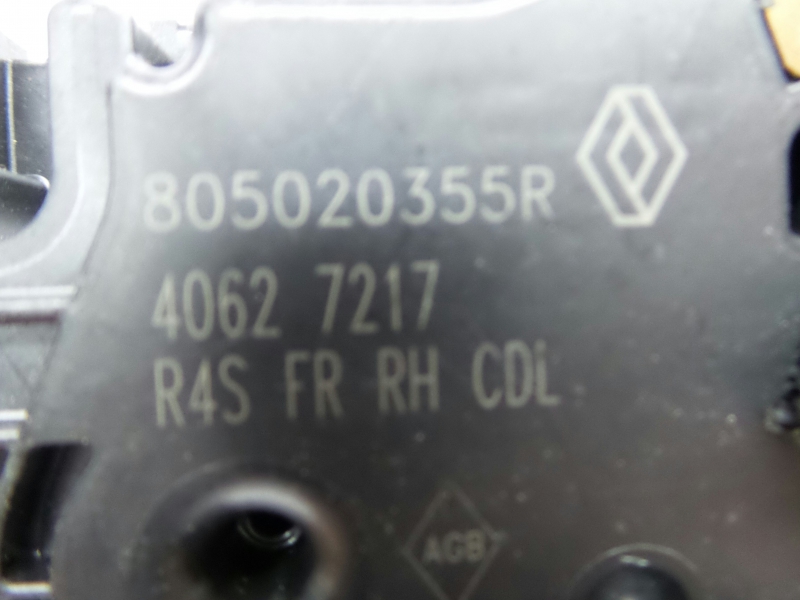 805020355R
4062 7217
R4S FR RH CDL
AGB